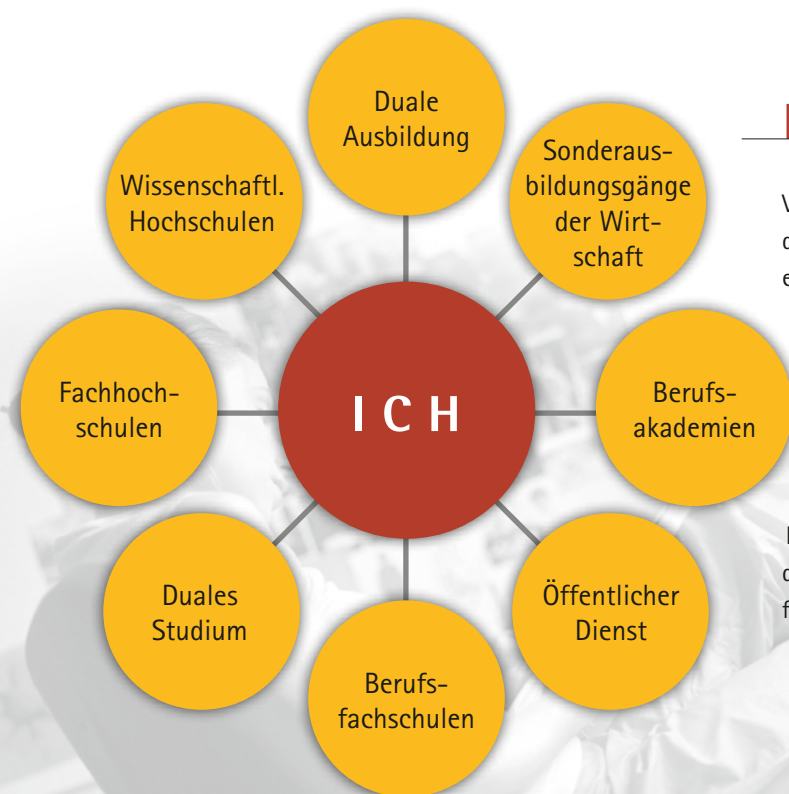 Duale
Ausbildung
Sonderaus-
bildungsgänge
der Wirt-
schaft
Berufs-
akademien
Öffentlicher
Dienst
Berufs-
fachschulen
Duales
Studium
Fachhoch-
schulen
Wissenschaftl.
Hochschulen
I C H